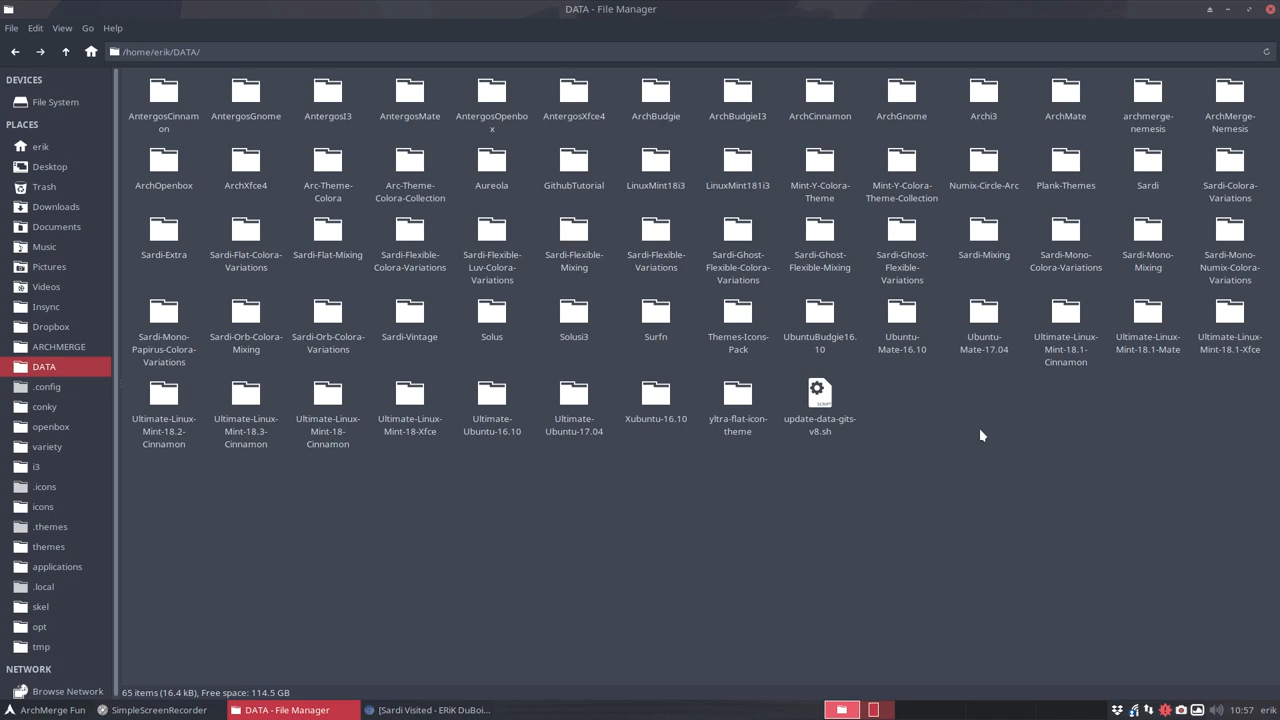 DATA - File Manager
File Edit View Go Help
/home/erik/DATA/
DEVICES
File System
PLACES
erik
Desktop
Trash
Downloads
Documents
Music
Pictures
Videos
Insync
Dropbox
ARCHMERGE
DATA
.config
conky
openbox
variety
i3
.icons
icons
.themes
themes
applications
.local
skel
opt
tmp
NETWORK
Browse Network
AntergosCinnam
on
AntergosGnome
AntergosI3
AntergosMate
AntergosOpenbo
x
AntergosXfce4
ArchBudgie
ArchBudgieI3
ArchCinnamon
ArchGnome
Archi3
ArchMate
archmerge-
nemesis
ArchMerge-
Nemesis
ArchOpenbox
ArchXfce4
Arc-Theme-
Colora
Arc-Theme-
Colora-Collection
Aureola
GithubTutorial
LinuxMint18i3
LinuxMint181i3
Mint-Y-Colora-
Theme
Mint-Y-Colora-
Theme-Collection
Numix-Circle-Arc
Plank-Themes
Sardi
Sardi-Colora-
Variations
Sardi-Extra
Sardi-Flat-Colora-
Variations
Sardi-Flat-Mixing
Sardi-Flexible-
Colora-Variations
Sardi-Flexible-
Luv-Colora-
Variations
Sardi-Flexible-
Mixing
Sardi-Flexible-
Variations
Sardi-Ghost-
Flexible-Colora-
Variations
Sardi-Ghost-
Flexible-Mixing
Sardi-Ghost-
Flexible-
Variations
Sardi-Mixing
Sardi-Mono-
Colora-Variations
Sardi-Mono-
Mixing
Sardi-Mono-
Numix-Colora-
Variations
Sardi-Mono-
Papirus-Colora-
Variations
Sardi-Orb-Colora-
Mixing
Sardi-Orb-Colora-
Variations
Sardi-Vintage
Solus
Solusi3
Surfn
Themes-Icons-
Pack
UbuntuBudgie16.
10
Ubuntu-
Mate-16.10
Ubuntu-
Mate-17.04
Ultimate-Linux-
Mint-18.1-
Cinnamon
Ultimate-Linux-
Mint-18.1-Mate
Ultimate-Linux-
Mint-18.1-Xfce
Ultimate-Linux-
Mint-18.2-
Cinnamon
Ultimate-Linux-
Mint-18.3-
Cinnamon
Ultimate-Linux-
Mint-18-
Cinnamon
Ultimate-Linux-
Mint-18-Xfce
Ultimate-
Ubuntu-16.10
Ultimate-
Ubuntu-17.04
Xubuntu-16.10
yltra-flat-icon-
theme
SCRIPT
update-data-gits-
v8.sh
65 items (16.4 kB), Free space: 114.5 GB
ArchMerge Fun
SimpleScreenRecorder
DATA - File Manager
[Sardi Visited - ERiK DuBoi...
10:57
erik